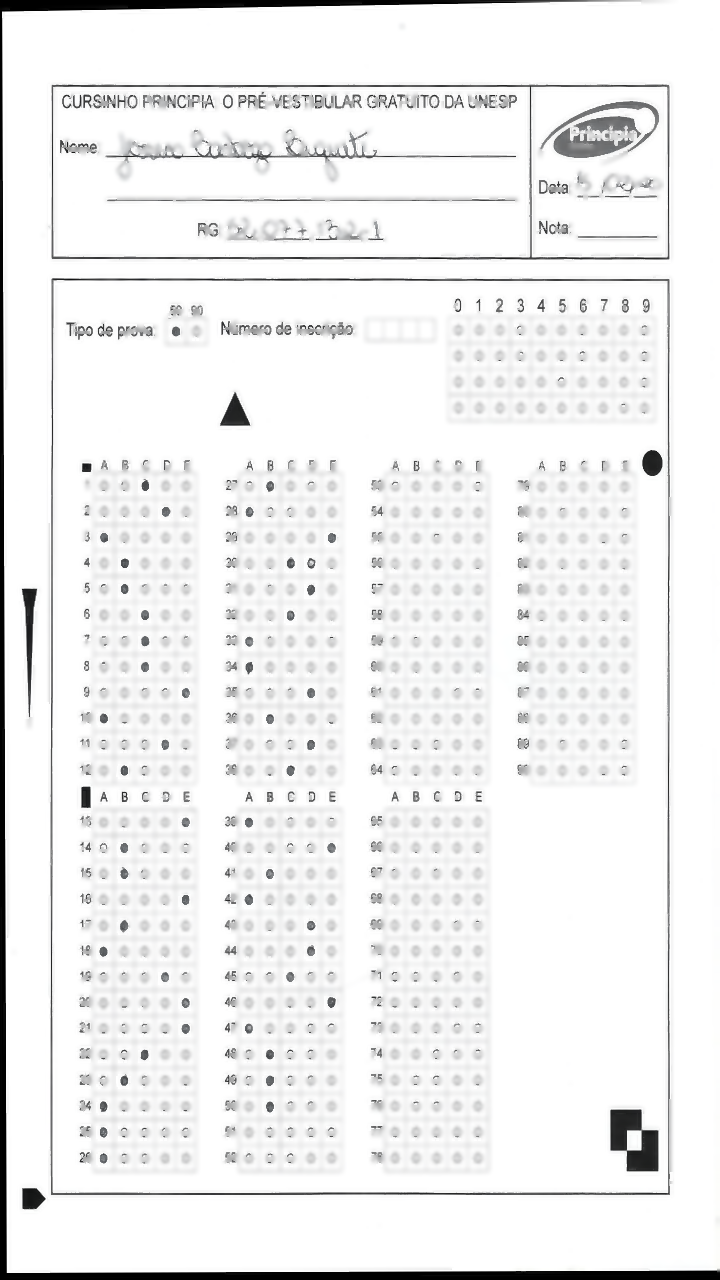 CURSINHO PRINCIPIA O PRÉ-VESTIBULAR GRATUITO DA UNESP
Principia
Nome:
Data:
RG 52 077 132-1
Nota:
50 90
Tipo de prova: Número de inscrição
0 1 2 3 4 5 6 7 8 9
A B C D E A B C D E A B C D E A B C D E
1 27 53 79
2 28 54 80
3 29 55 81
4 30 56 82
5 31 57 83
6 32 58 84
7 33 59 85
8 34 60 86
9 35 61 87
10 36 62 88
11 37 63 89
12 38 64 90
A B C D E A B C D E A B C D E
13 39 65
14 40 66
15 41 67
16 42 68
17 43 69
18 44 70
19 45 71
20 46 72
21 47 73
22 48 74
23 49 75
24 50 76
25 51 77
26 52 78